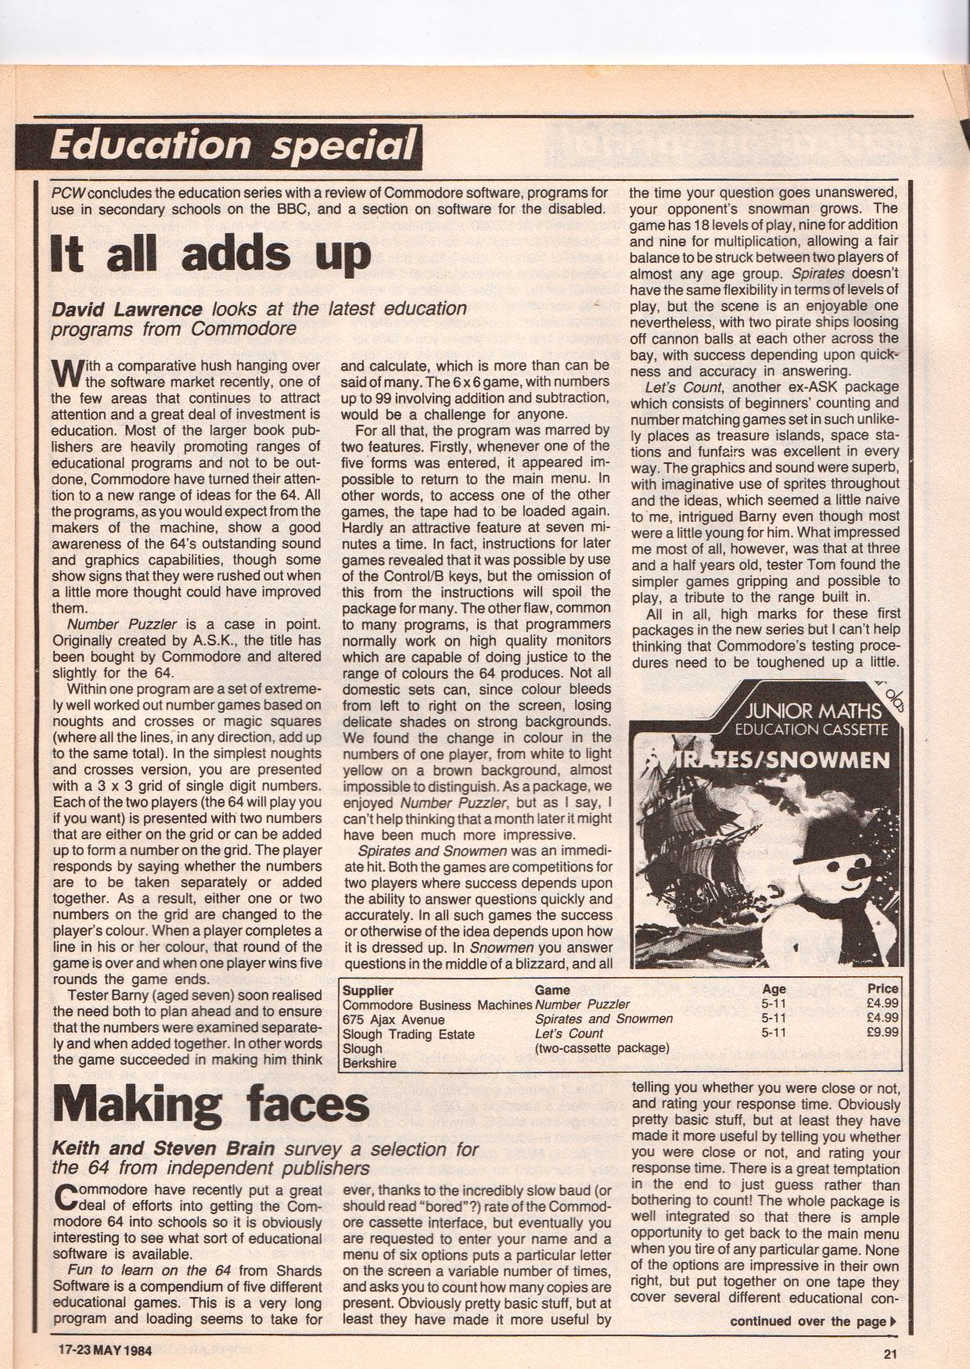 Education special
PCW concludes the education series with a review of Commodore software, programs for
use in secondary schools on the BBC, and a section on software for the disabled.
It all adds up
David Lawrence looks at the latest education
programs from Commodore
With a comparative hush hanging over
the software market recently, one of
the few areas that continues to attract
attention and a great deal of investment is
education. Most of the larger book pub-
lishers are heavily promoting ranges of
educational programs and not to be out-
done, Commodore have turned their atten-
tion to a new range of ideas for the 64. All
the programs, as you would expect from the
makers of the machine, show a good
awareness of the 64's outstanding sound
and graphics capabilities, though some
show signs that they were rushed out when
a little more thought could have improved
them.
Number Puzzler is a case in point.
Originally created by A.S.K., the title has
been bought by Commodore and altered
slightly for the 64.
Within one program are a set of extreme-
ly well worked out number games based on
noughts and crosses or magic squares
(where all the lines, in any direction, add up
to the same total). In the simplest noughts
and crosses version, you are presented
with a 3 x 3 grid of single digit numbers.
Each of the two players (the 64 will play you
if you want) is presented with two numbers
that are either on the grid or can be added
up to form a number on the grid. The player
responds by saying whether the numbers
are to be taken separately or added
together. As a result, either one or two
numbers on the grid are changed to the
player's colour. When a player completes a
line in his or her colour, that round of the
game is over and when one player wins five
rounds the game ends.
Tester Barny (aged seven) soon realised
the need both to plan ahead and to ensure
that the numbers were examined separate-
ly and when added together. In other words
the game succeeded in making him think
and calculate, which is more than can be
said of many. The 6 x 6 game, with numbers
up to 99 involving addition and subtraction,
would be a challenge for anyone.
For all that, the program was marred by
two features. Firstly, whenever one of the
five forms was entered, it appeared im-
possible to return to the main menu. In
other words, to access one of the other
games, the tape had to be loaded again.
Hardly an attractive feature at seven mi-
nutes a time. In fact, instructions for later
games revealed that it was possible by use
of the Control/B keys, but the omission of
this from the instructions will spoil the
package for many. The other flaw, common
to many programs, is that programmers
normally work on high quality monitors
which are capable of doing justice to the
range of colours the 64 produces. Not all
domestic sets can, since colour bleeds
from left to right on the screen, losing
delicate shades on strong backgrounds.
We found the change in colour in the
numbers of one player, from white to light
yellow on a brown background, almost
impossible to distinguish. As a package, we
enjoyed Number Puzzler, but as I say, I
can't help thinking that a month later it might
have been much more impressive.
Spirates and Snowmen was an immedi-
ate hit. Both the games are competitions for
two players where success depends upon
the ability to answer questions quickly and
accurately. In all such games the success
or otherwise of the idea depends upon how
it is dressed up. In Snowmen you answer
questions in the middle of a blizzard, and all
the time your question goes unanswered,
your opponent's snowman grows. The
game has 18 levels of play, nine for addition
and nine for multiplication, allowing a fair
balance to be struck between two players of
almost any age group. Spirates doesn't
have the same flexibility in terms of levels of
play, but the scene is an enjoyable one
nevertheless, with two pirate ships loosing
off cannon balls at each other across the
bay, with success depending upon quick-
ness and accuracy in answering.
Let's Count, another ex-ASK package
which consists of beginners' counting and
number matching games set in such unlike-
ly places as treasure islands, space sta-
tions and funfairs was excellent in every
way. The graphics and sound were superb,
with imaginative use of sprites throughout
and the ideas, which seemed a little naive
to me, intrigued Barny even though most
were a little young for him. What impressed
me most of all, however, was that at three
and a half years old, tester Tom found the
simpler games gripping and possible to
play, a tribute to the range built in.
All in all, high marks for these first
packages in the new series but I can't help
thinking that Commodore's testing proce-
dures need to be toughened up a little.
JUNIOR MATHS
EDUCATION CASSETTE
SPIRATES/SNOWMEN
Supplier Game Age Price
Commodore Business Machines Number Puzzler 5-11 £4.99
675 Ajax Avenue Spirates and Snowmen 5-11 £4.99
Slough Trading Estate Let's Count 5-11 £9.99
Slough (two-cassette package)
Berkshire
Making faces
Keith and Steven Brain survey a selection for
the 64 from independent publishers
Commodore have recently put a great
deal of efforts into getting the Com-
modore 64 into schools so it is obviously
interesting to see what sort of educational
software is available.
Fun to learn on the 64 from Shards
Software is a compendium of five different
educational games. This is a very long
program and loading seems to take for
ever, thanks to the incredibly slow baud (or
should read "bored"?) rate of the Commod-
ore cassette interface, but eventually you
are requested to enter your name and a
menu of six options puts a particular letter
on the screen a variable number of times,
and asks you to count how many copies are
present. Obviously pretty basic stuff, but at
least they have made it more useful by
telling you whether you were close or not,
and rating your response time. Obviously
pretty basic stuff, but at least they have
made it more useful by telling you whether
you were close or not, and rating your
response time. There is a great temptation
in the end to just guess rather than
bothering to count! The whole package is
well integrated so that there is ample
opportunity to get back to the main menu
when you tire of any particular game. None
of the options are impressive in their own
right, but put together on one tape they
cover several different educational con-
continued over the page
17-23 MAY 1984
21